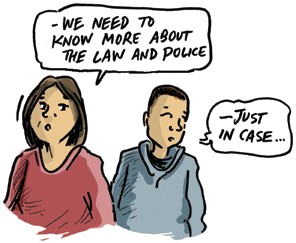 -WE NEED TO
KNOW MORE ABOUT
THE LAW AND POLICE
-JUST
IN CASE...